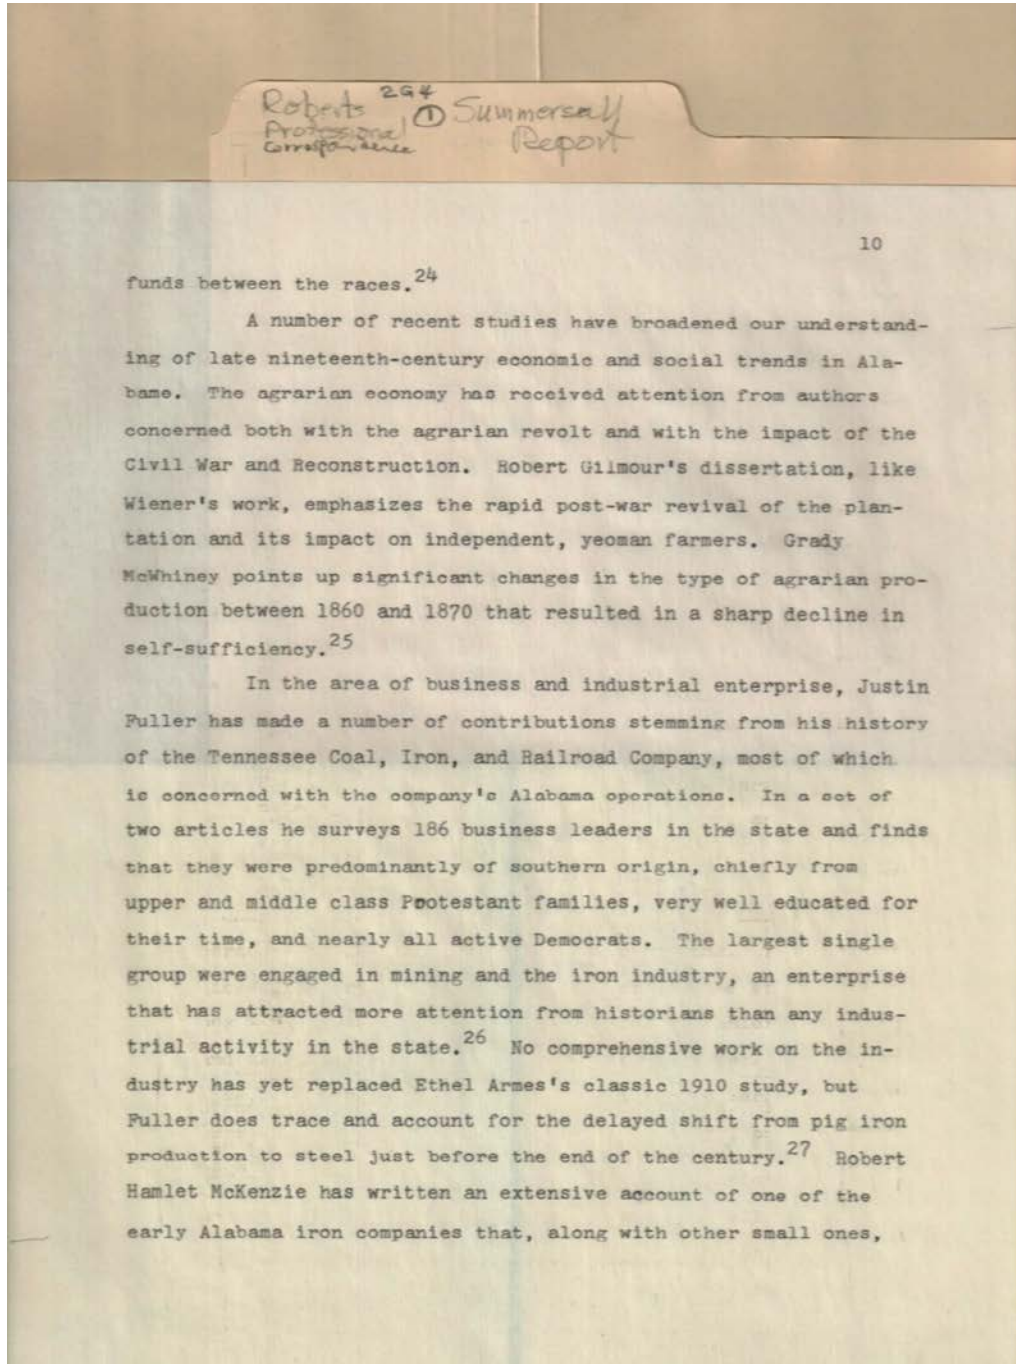 2G4
Roberts ① Summersall
Professional Report
Correspondence
10
funds between the races.24
A number of recent studies have broadened our understand-
ing of late nineteenth-century economic and social trends in Ala-
bama. The agrarian economy has received attention from authors
concerned both with the agrarian revolt and with the impact of the
Civil War and Reconstruction. Robert Gilmour's dissertation, like
Wiener's work, emphasizes the rapid post-war revival of the plan-
tation and its impact on independent, yeoman farmers. Grady
McWhiney points up significant changes in the type of agrarian pro-
duction between 1860 and 1870 that resulted in a sharp decline in
self-sufficiency.25
In the area of business and industrial enterprise, Justin
Fuller has made a number of contributions stemming from his history
of the Tennessee Coal, Iron, and Railroad Company, most of which
is concerned with the company's Alabama operations. In a set of
two articles he surveys 186 business leaders in the state and finds
that they were predominantly of southern origin, chiefly from
upper and middle class Pootestant families, very well educated for
their time, and nearly all active Democrats. The largest single
group were engaged in mining and the iron industry, an enterprise
that has attracted more attention from historians than any indus-
trial activity in the state.26 No comprehensive work on the in-
dustry has yet replaced Ethel Armes's classic 1910 study, but
Fuller does trace and account for the delayed shift from pig iron
production to steel just before the end of the century.27 Robert
Hamlet McKenzie has written an extensive account of one of the
early Alabama iron companies that, along with other small ones,